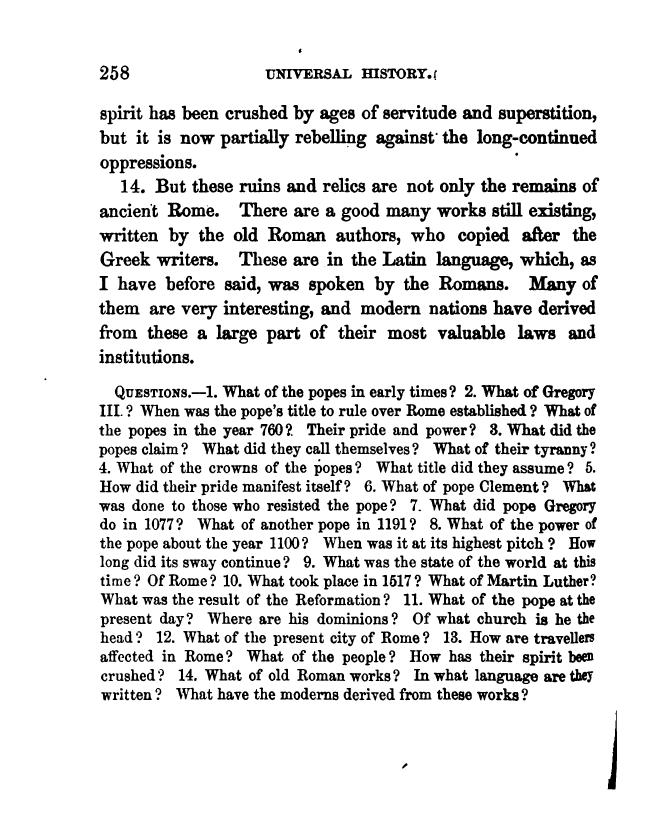 258 UNIVERSAL HISTORY.
spirit has been crushed by ages of servitude and superstition,
but it is now partially rebelling against the long-continued
oppressions.
14. But these ruins and relics are not only the remains of
ancient Rome. There are a good many works still existing,
written by the old Roman authors, who copied after the
Greek writers. These are in the Latin language, which, as
I have before said, was spoken by the Romans. Many of
them are very interesting, and modern nations have derived
from these a large part of their most valuable laws and
institutions.
QUESTIONS.—1. What of the popes in early times? 2. What of Gregory
III.? When was the pope's title to rule over Rome established? What of
the popes in the year 760? Their pride and power? 3. What did the
popes claim? What did they call themselves? What of their tyranny?
4. What of the crowns of the popes? What title did they assume? 5.
How did their pride manifest itself? 6. What of pope Clement? What
was done to those who resisted the pope? 7. What did pope Gregory
do in 1077? What of another pope in 1191? 8. What of the power of
the pope about the year 1100? When was it at its highest pitch? How
long did its sway continue? 9. What was the state of the world at this
time? Of Rome? 10. What took place in 1517? What of Martin Luther?
What was the result of the Reformation? 11. What of the pope at the
present day? Where are his dominions? Of what church is he the
head? 12. What of the present city of Rome? 13. How are travellers
affected in Rome? What of the people? How has their spirit been
crushed? 14. What of old Roman works? In what language are they
written? What have the moderns derived from these works?